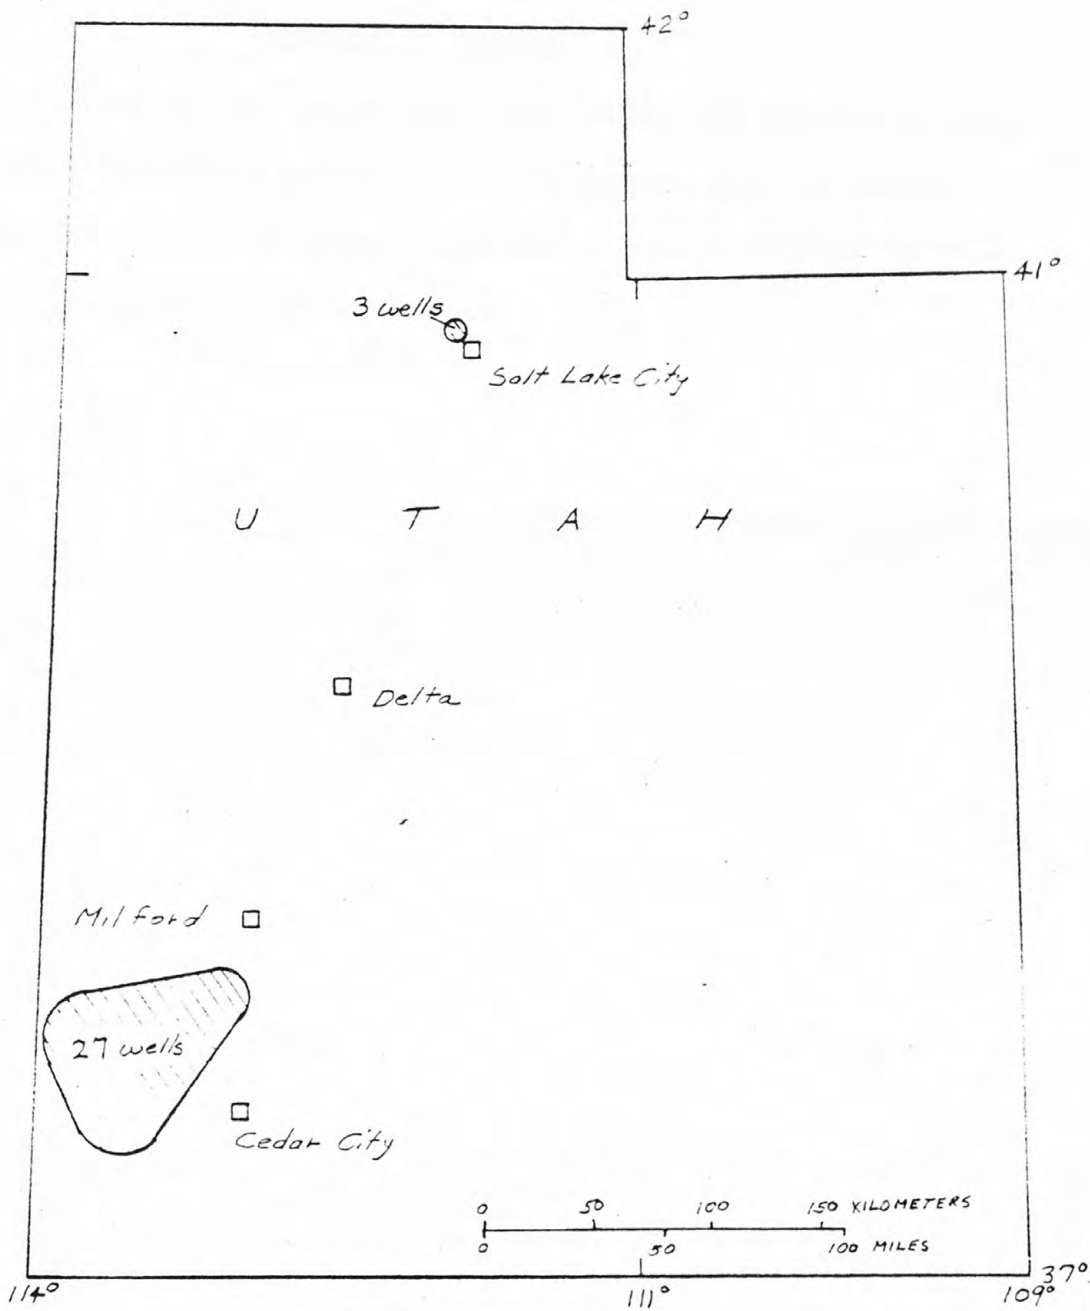 42°
41°
3 wells
Salt Lake City
U T A H
Delta
Milford
27 wells
Cedar City
0 50 100 150 KILOMETERS
0 50 100 MILES
37°
114° 111° 109°